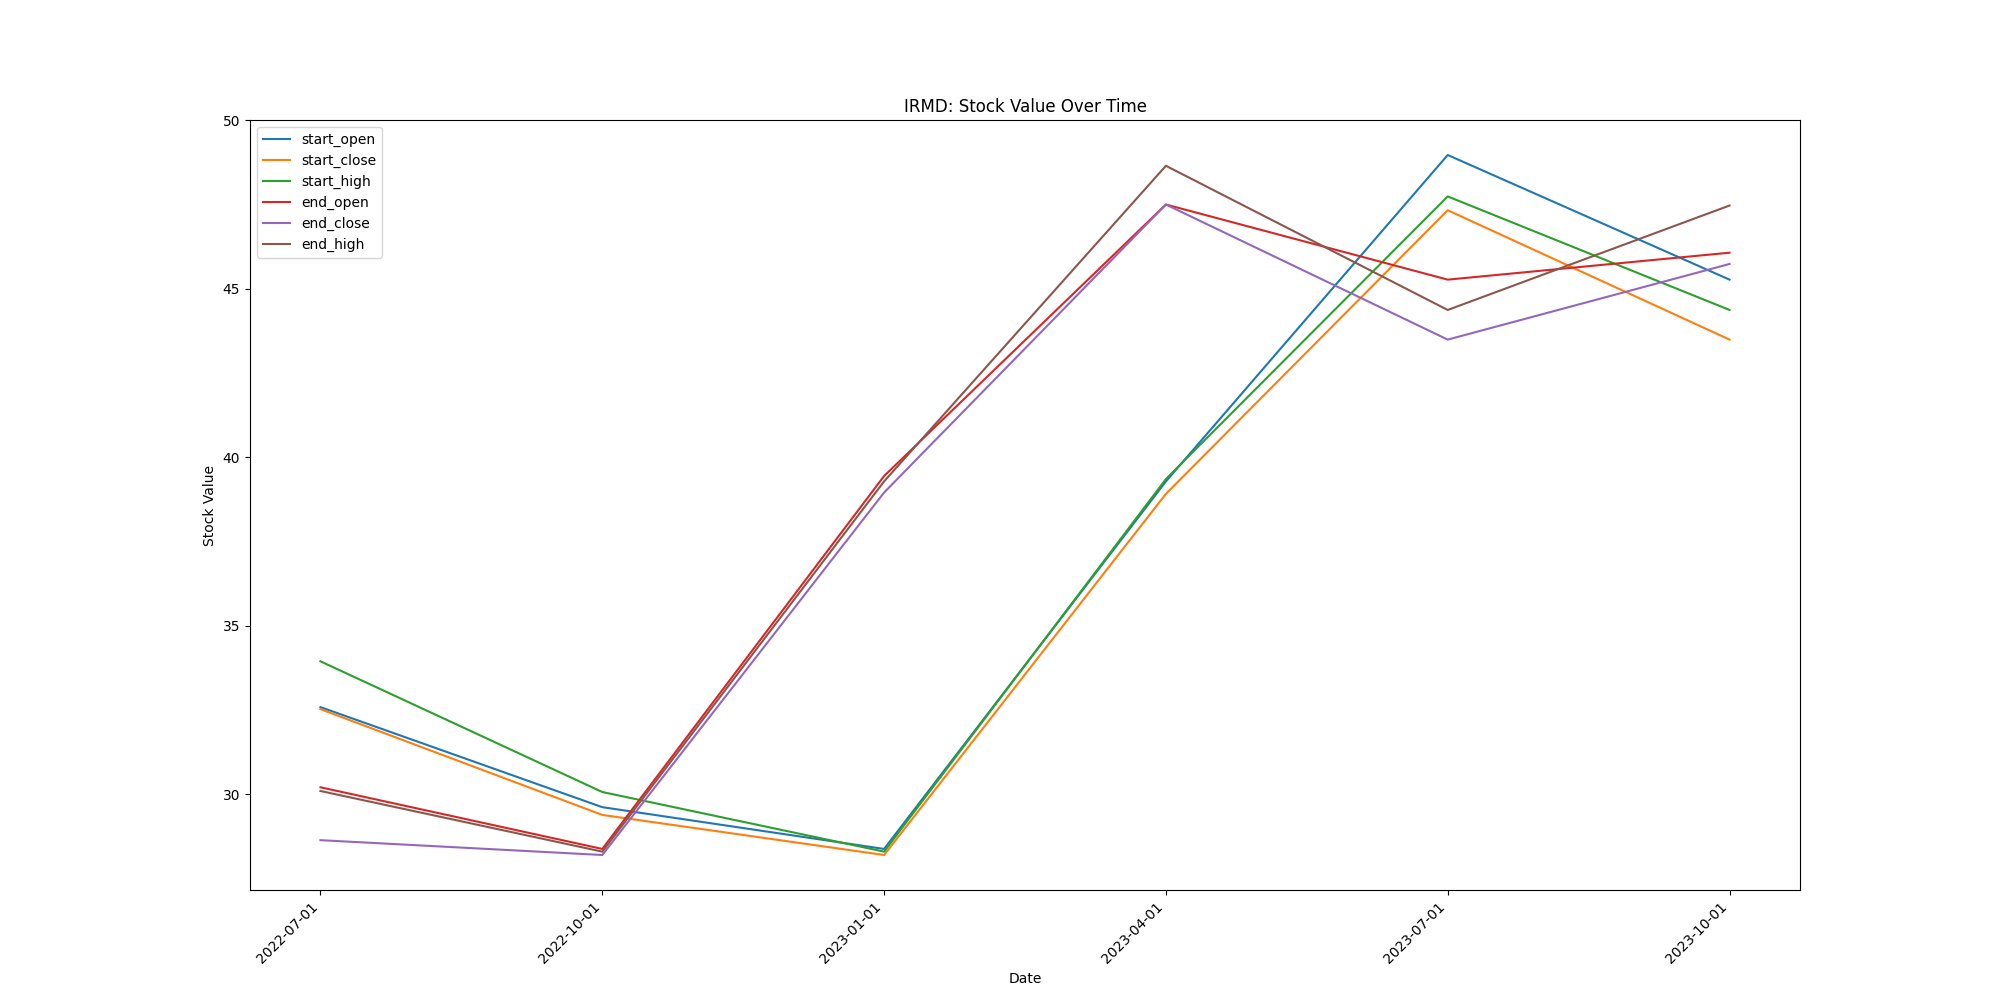 IRMD: Stock Value Over Time
50
45
40
35
30
Stock Value
start_open
start_close
start_high
end_open
end_close
end_high
2022-07-01
2022-10-01
2023-01-01
2023-04-01
2023-07-01
2023-10-01
Date